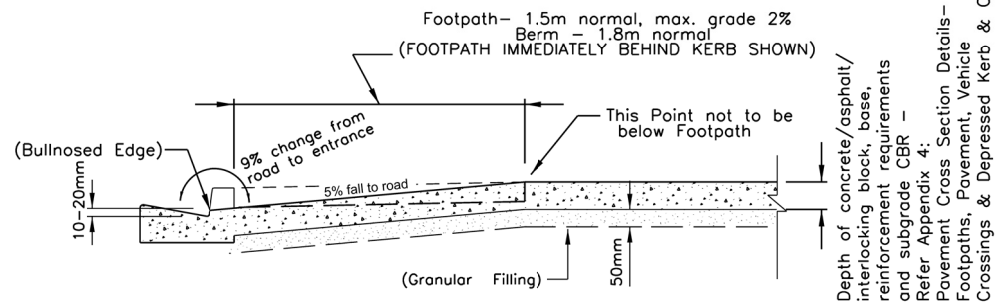 Footpath– 1.5m normal, max. grade 2%
Berm – 1.8m normal
(FOOTPATH IMMEDIATELY BEHIND KERB SHOWN)
This Point not to be
below Footpath
(Bullnosed Edge)
9% change from
road to entrance
5% fall to road
10–20mm
(Granular Filling)
50mm
Depth of concrete/asphalt/
interlocking block, base,
reinforcement requirements
and subgrade CBR –
Refer Appendix 4:
Pavement Cross Section Details–
Footpaths, Pavement, Vehicle
Crossings & Depressed Kerb &